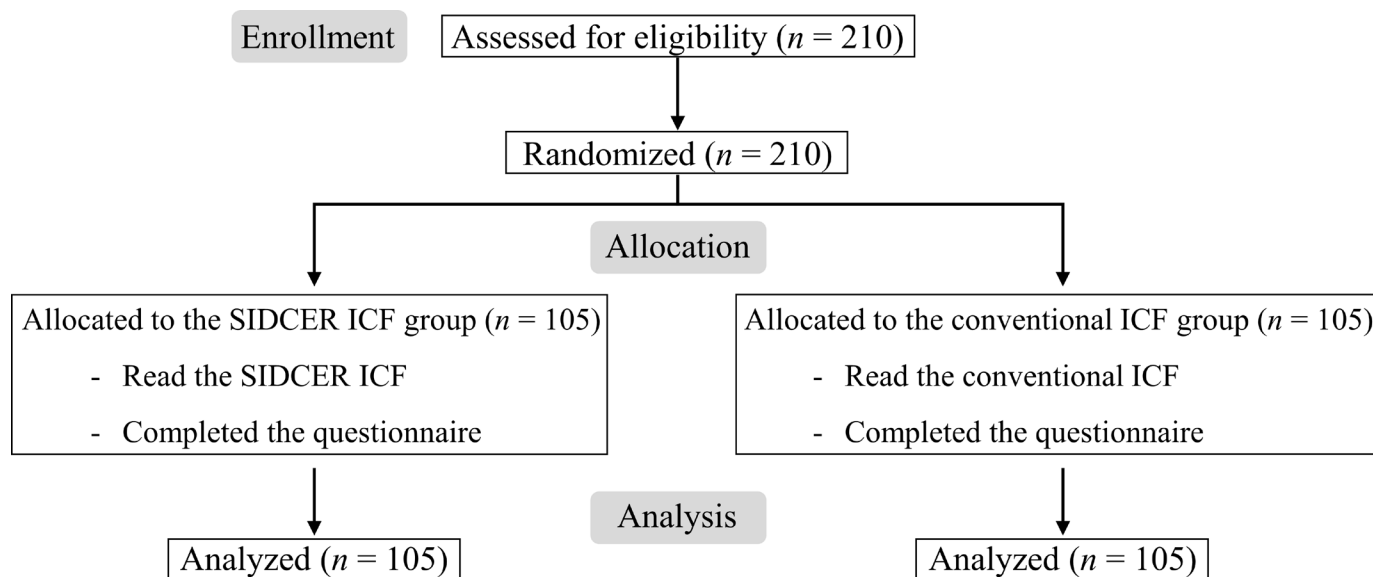 Enrollment
Assessed for eligibility (n = 210)
Randomized (n = 210)
Allocation
Allocated to the SIDCER ICF group (n = 105)
- Read the SIDCER ICF
- Completed the questionnaire
Allocated to the conventional ICF group (n = 105)
- Read the conventional ICF
- Completed the questionnaire
Analysis
Analyzed (n = 105)
Analyzed (n = 105)